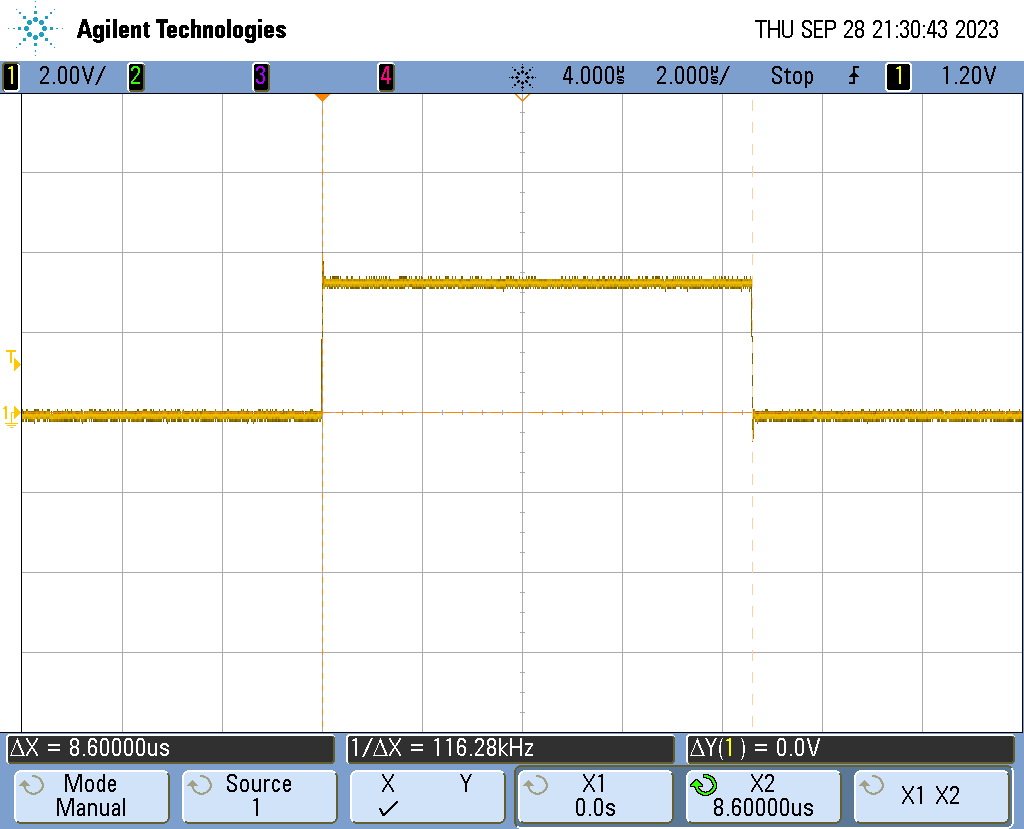 Agilent Technologies
THU SEP 28 21:30:43 2023
1 2.00V/ 2 3 4 4.000µs 2.000µs/ Stop 1 1.20V
T
1
ΔX = 8.60000us 1/ΔX = 116.28kHz ΔY(1) = 0.0V
Mode Source X Y X1 X2 X1 X2
Manual 1 ✓ 0.0s 8.60000us